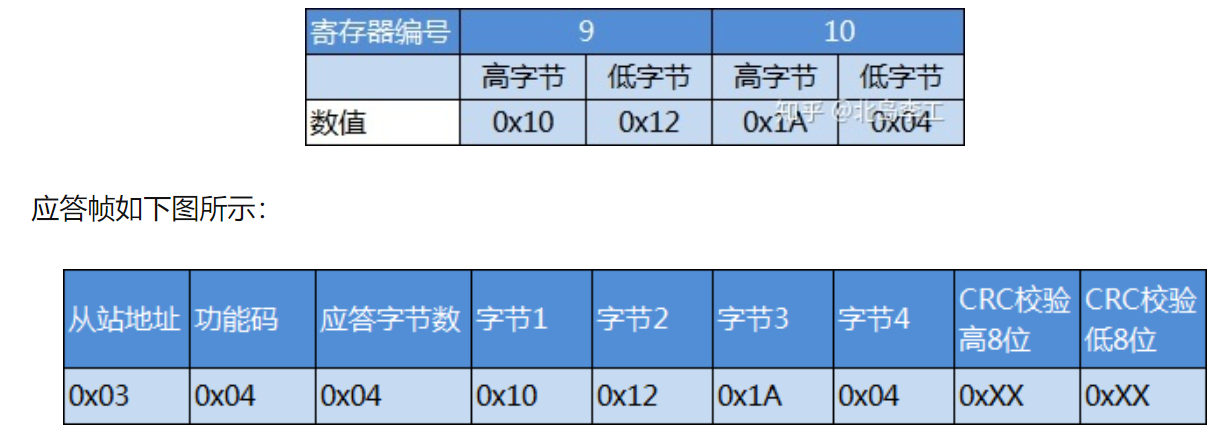 寄存器编号 9 10
高字节 低字节 高字节 低字节
数值 0x10 0x12 0x1A 0x04
知乎 @北岛李工
应答帧如下图所示：
从站地址 功能码 应答字节数 字节1 字节2 字节3 字节4 CRC校验高8位 CRC校验低8位
0x03 0x04 0x04 0x10 0x12 0x1A 0x04 0xXX 0xXX